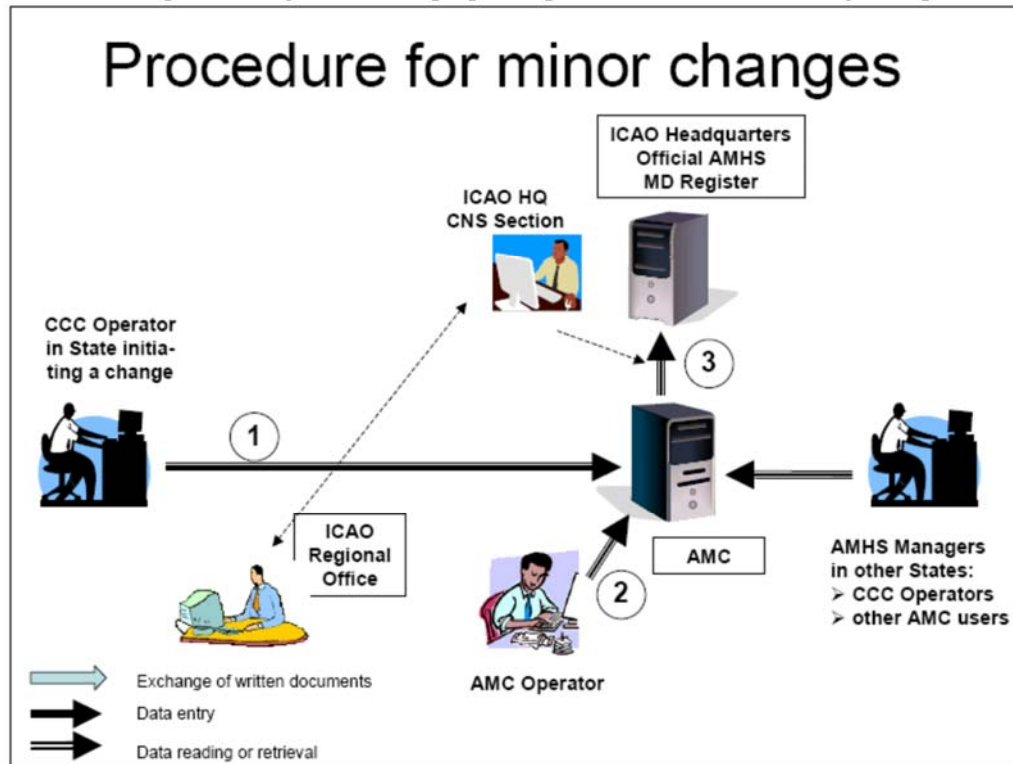 Procedure for minor changes
ICAO Headquarters
Official AMHS
MD Register
ICAO HQ
CNS Section
CCC Operator
in State initia-
ting a change
3
1
ICAO
Regional
Office
AMC
2
AMC Operator
AMHS Managers
in other States:
➢ CCC Operators
➢ other AMC users
Exchange of written documents
Data entry
Data reading or retrieval